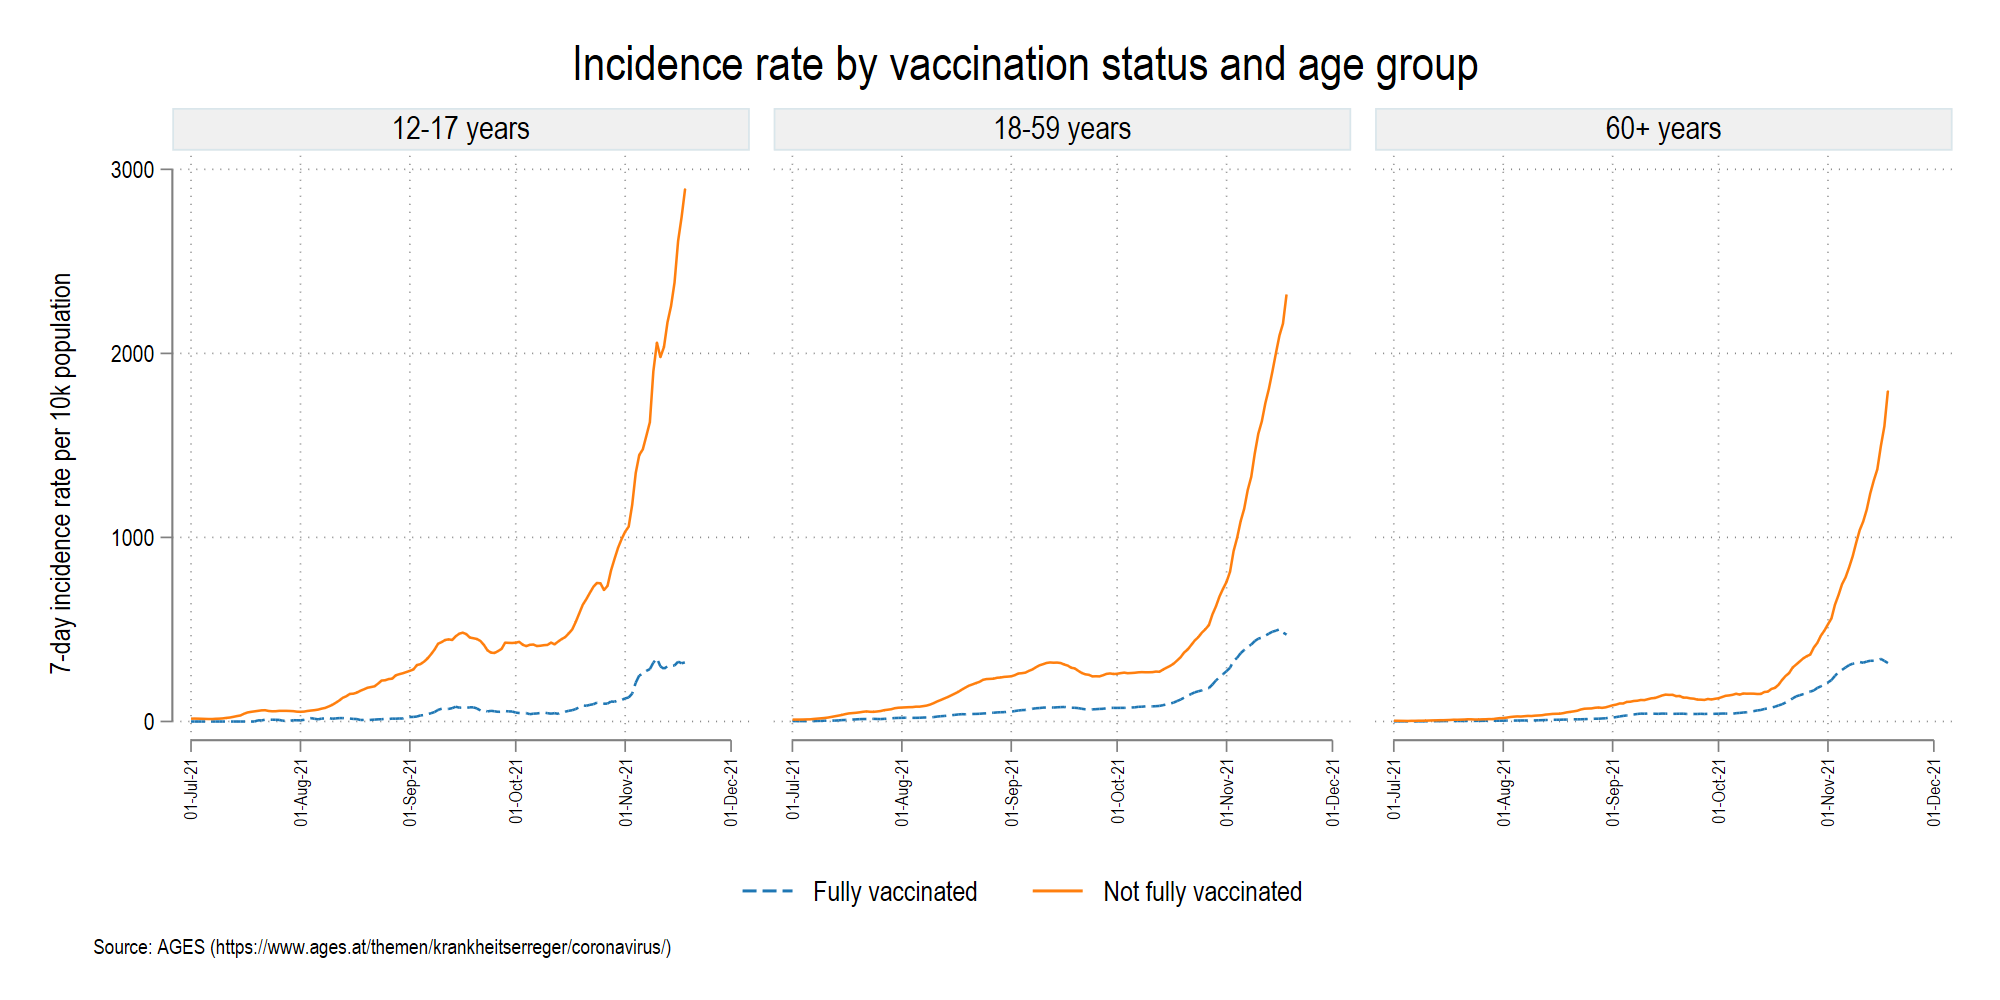 Incidence rate by vaccination status and age group
12-17 years
18-59 years
60+ years
7-day incidence rate per 10k population
3000
2000
1000
0
01-Jul-21
01-Aug-21
01-Sep-21
01-Oct-21
01-Nov-21
01-Dec-21
01-Jul-21
01-Aug-21
01-Sep-21
01-Oct-21
01-Nov-21
01-Dec-21
01-Jul-21
01-Aug-21
01-Sep-21
01-Oct-21
01-Nov-21
01-Dec-21
Fully vaccinated
Not fully vaccinated
Source: AGES (https://www.ages.at/themen/krankheitserreger/coronavirus/)